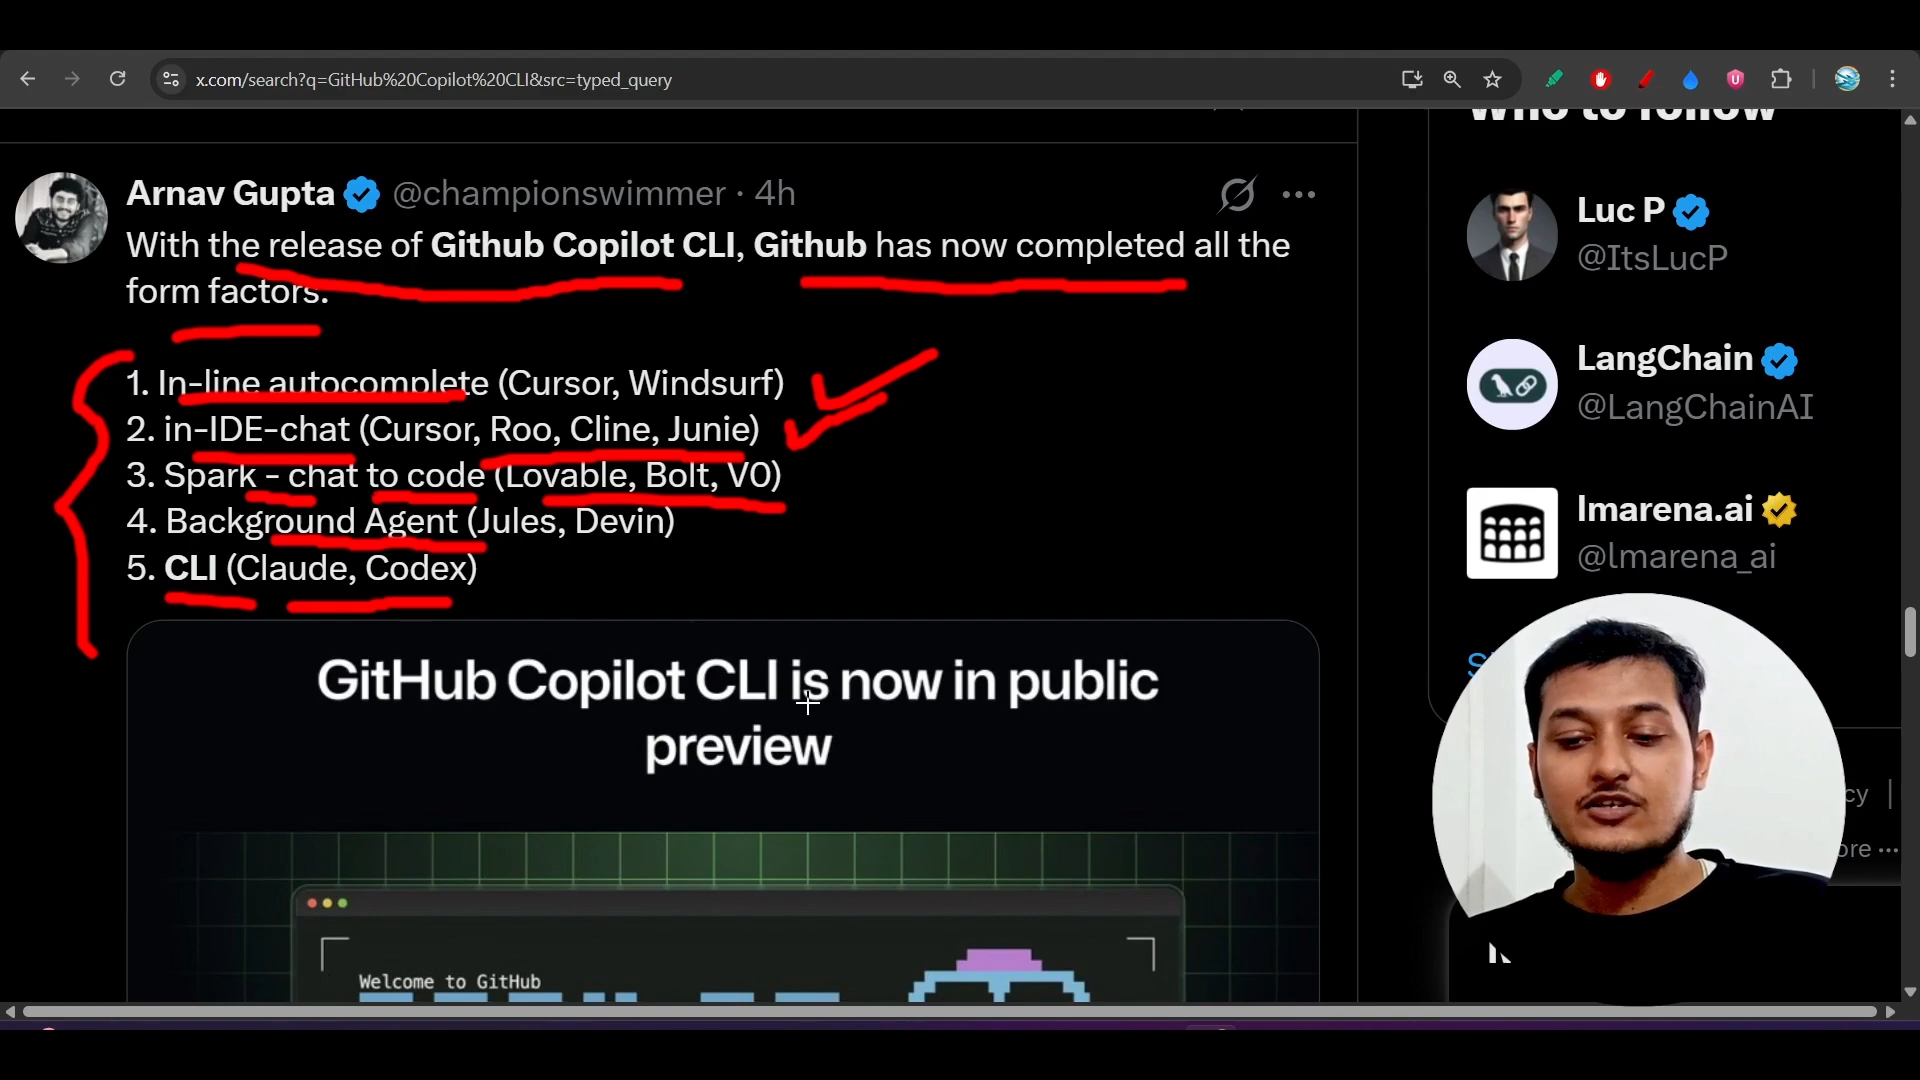 x.com/search?q=GitHub%20Copilot%20CLI&src=typed_query
Who to follow
Arnav Gupta @championswimmer · 4h
With the release of Github Copilot CLI, Github has now completed all the
form factors.
1. In-line autocomplete (Cursor, Windsurf)
2. in-IDE-chat (Cursor, Roo, Cline, Junie)
3. Spark - chat to code (Lovable, Bolt, V0)
4. Background Agent (Jules, Devin)
5. CLI (Claude, Codex)
GitHub Copilot CLI is now in public
preview
Welcome to GitHub
Luc P
@ItsLucP
LangChain
@LangChainAI
lmarena.ai
@lmarena_ai